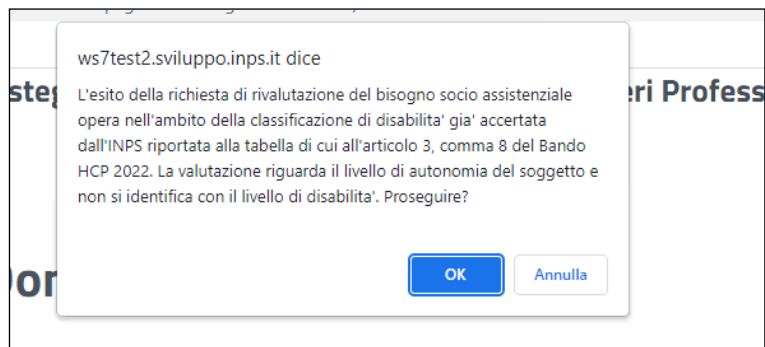 ws7test2.sviluppo.inps.it dice
L'esito della richiesta di rivalutazione del bisogno socio assistenziale
opera nell'ambito della classificazione di disabilita' gia' accertata
dall'INPS riportata alla tabella di cui all'articolo 3, comma 8 del Bando
HCP 2022. La valutazione riguarda il livello di autonomia del soggetto e
non si identifica con il livello di disabilita'. Proseguire?
OK Annulla
eri Profess